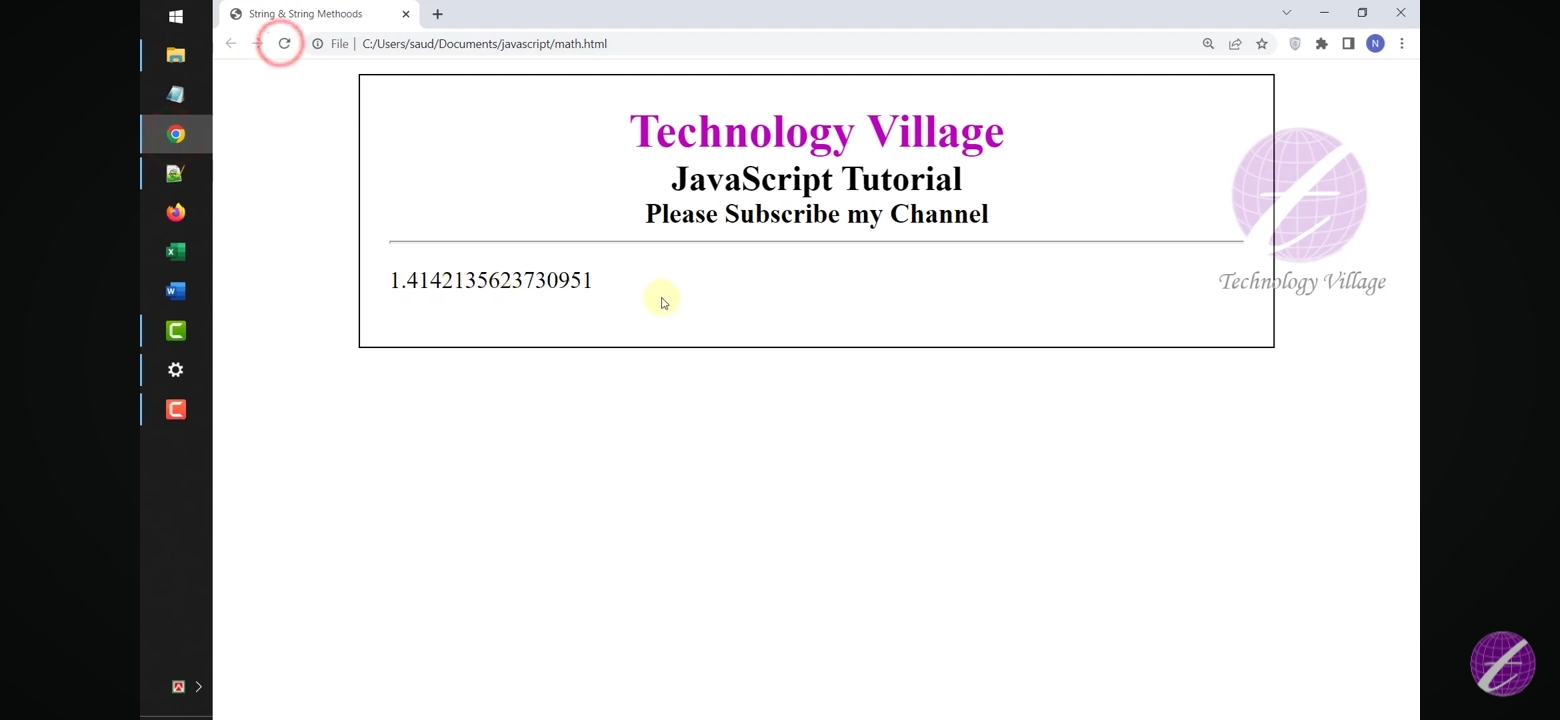 String & String Methoods
File
C:/Users/saud/Documents/javascript/math.html
N
Technology Village
JavaScript Tutorial
Please Subscribe my Channel
1.4142135623730951
Technology Village